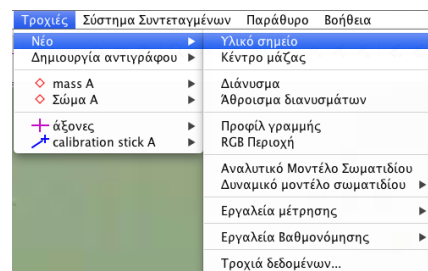 Τροχιές Σύστημα Συντεταγμένων Παράθυρο Βοήθεια
Νέο
Δημιουργία αντιγράφου
mass A
Σώμα A
άξονες
calibration stick A
Υλικό σημείο
Κέντρο μάζας
Διάνυσμα
Άθροισμα διανυσμάτων
Προφίλ γραμμής
RGB Περιοχή
Αναλυτικό Μοντέλο Σωματιδίου
Δυναμικό μοντέλο σωματιδίου
Εργαλεία μέτρησης
Εργαλεία Βαθμονόμησης
Τροχιά δεδομένων...